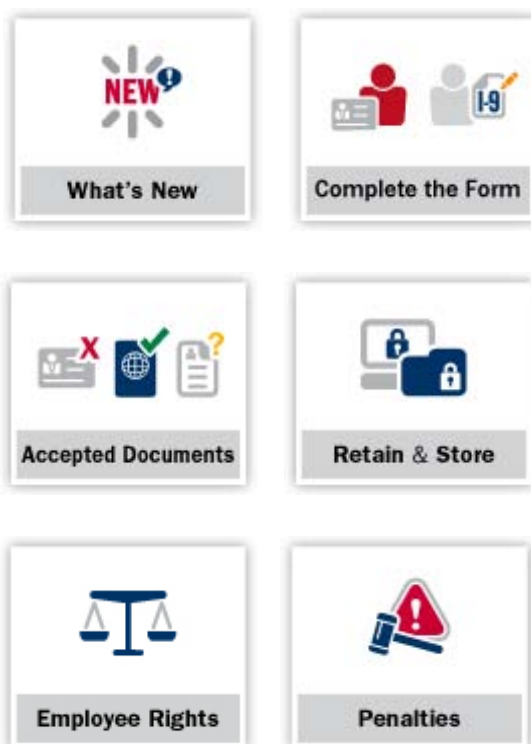 NEW!
What's New
I-9
Complete the Form
X
?
Accepted Documents
Retain & Store
Employee Rights
!
Penalties